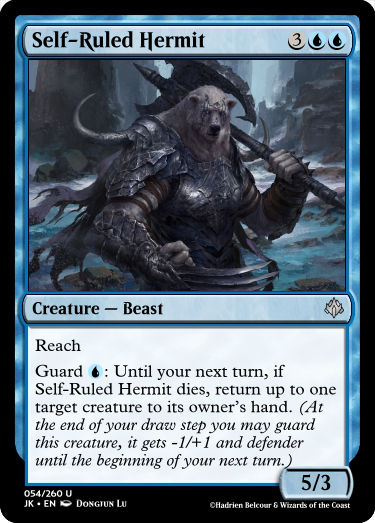 Self-Ruled Hermit 3
Creature — Beast
Reach
Guard : Until your next turn, if
Self-Ruled Hermit dies, return up to one
target creature to its owner's hand. (At
the end of your draw step you may guard
this creature, it gets -1/+1 and defender
until the beginning of your next turn.)
5/3
054/260 U
JK • EN Dongjun Lu
©Hadrien Belcour & Wizards of the Coast